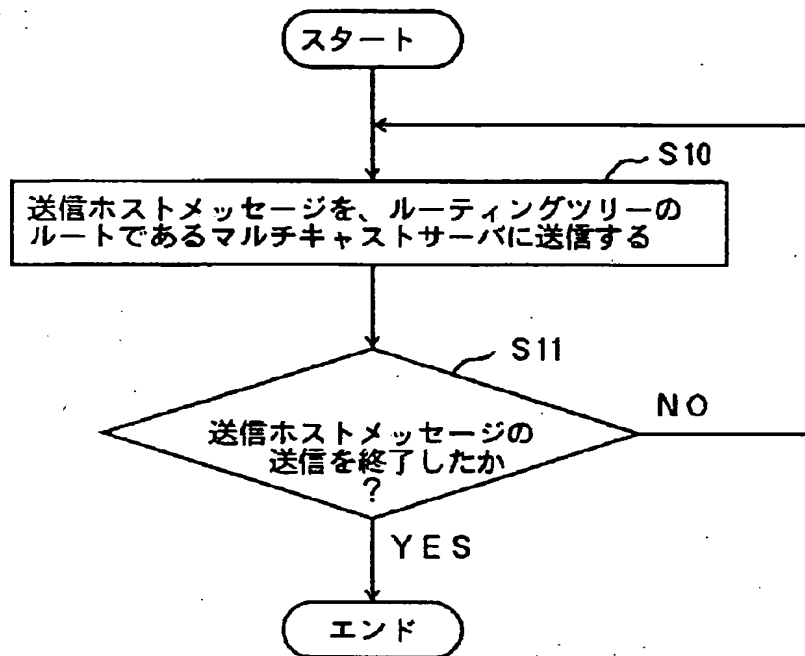 スタート
S10
送信ホストメッセージを、ルーティングツリーの
ルートであるマルチキャストサーバに送信する
S11
送信ホストメッセージの
送信を終了したか
?
NO
YES
エンド